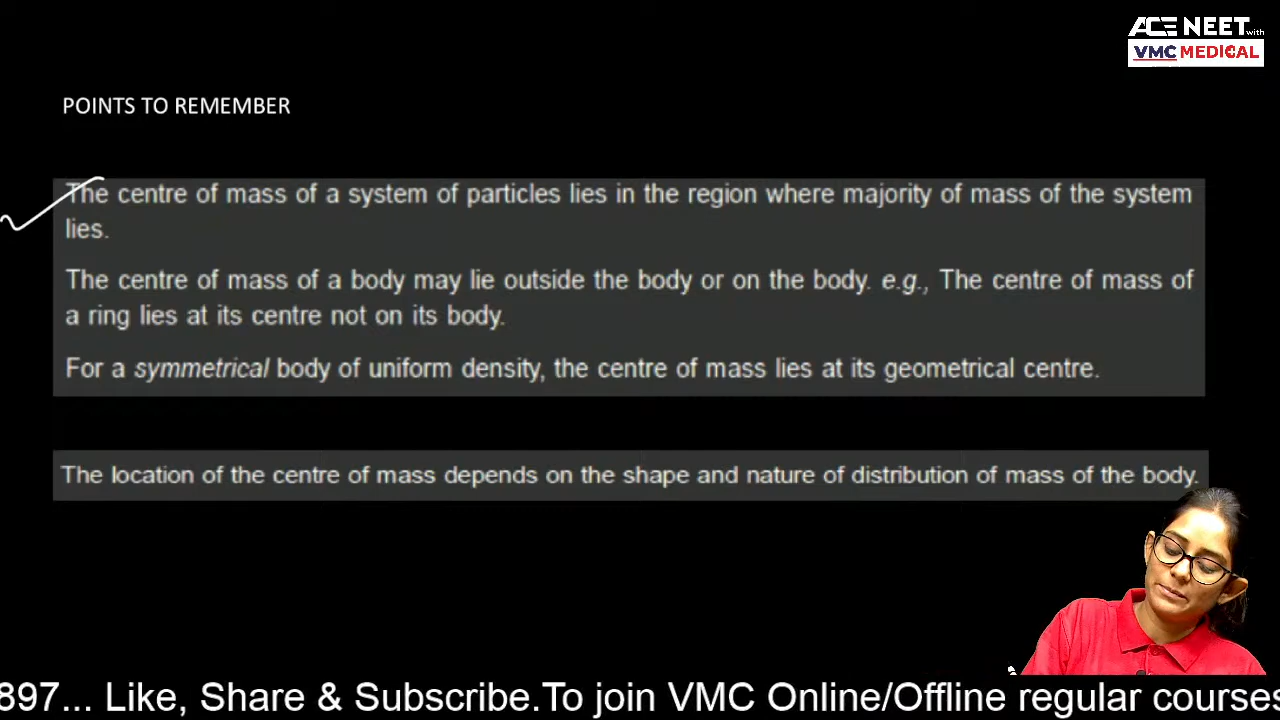 ACE NEET with
VMC MEDICAL
POINTS TO REMEMBER
The centre of mass of a system of particles lies in the region where majority of mass of the system
lies.
The centre of mass of a body may lie outside the body or on the body. e.g., The centre of mass of
a ring lies at its centre not on its body.
For a symmetrical body of uniform density, the centre of mass lies at its geometrical centre.
The location of the centre of mass depends on the shape and nature of distribution of mass of the body.
897... Like, Share & Subscribe.To join VMC Online/Offline regular courses